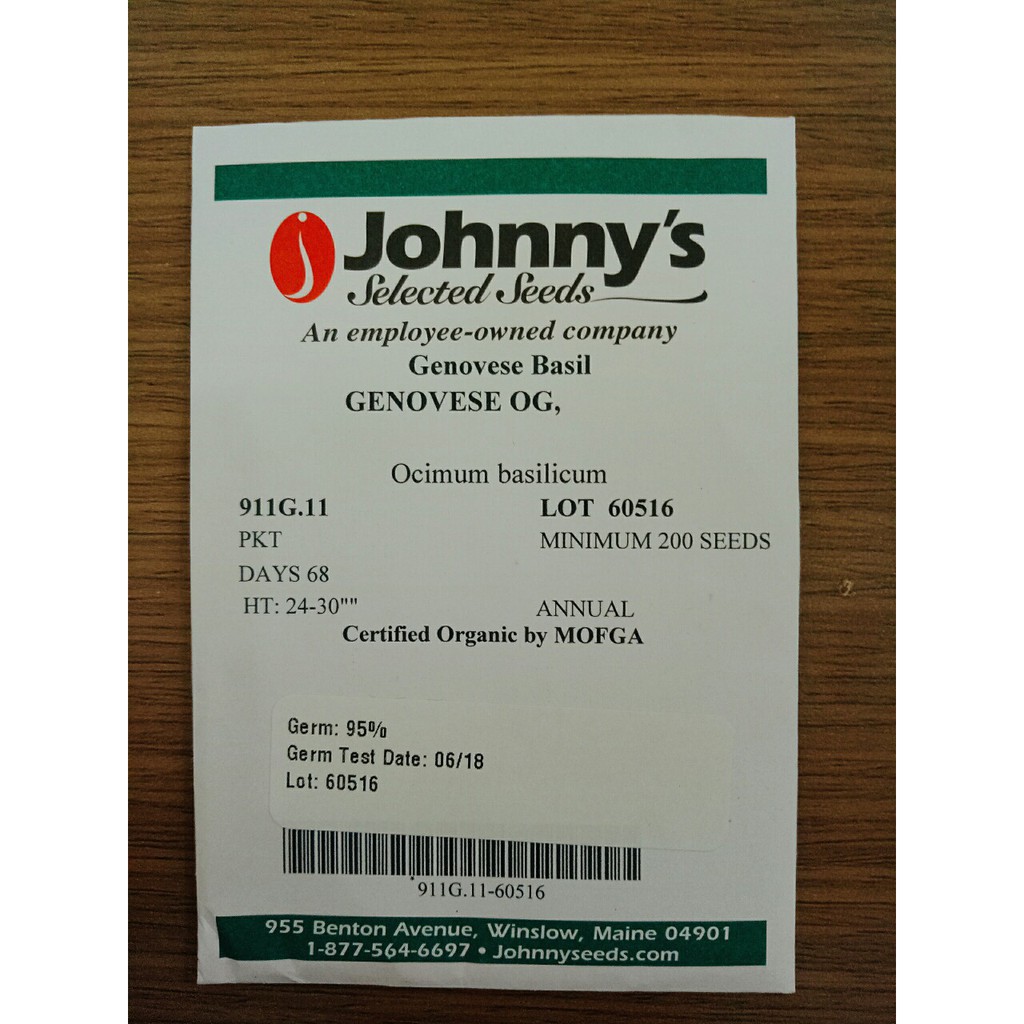 Johnny's
Selected Seeds
An employee-owned company
Genovese Basil
GENOVESE OG,
Ocimum basilicum
911G.11 LOT 60516
PKT MINIMUM 200 SEEDS
DAYS 68
HT: 24-30"" ANNUAL
Certified Organic by MOFGA
Germ: 95%
Germ Test Date: 06/18
Lot: 60516
911G.11-60516
955 Benton Avenue, Winslow, Maine 04901
1-877-564-6697 • Johnnyseeds.com